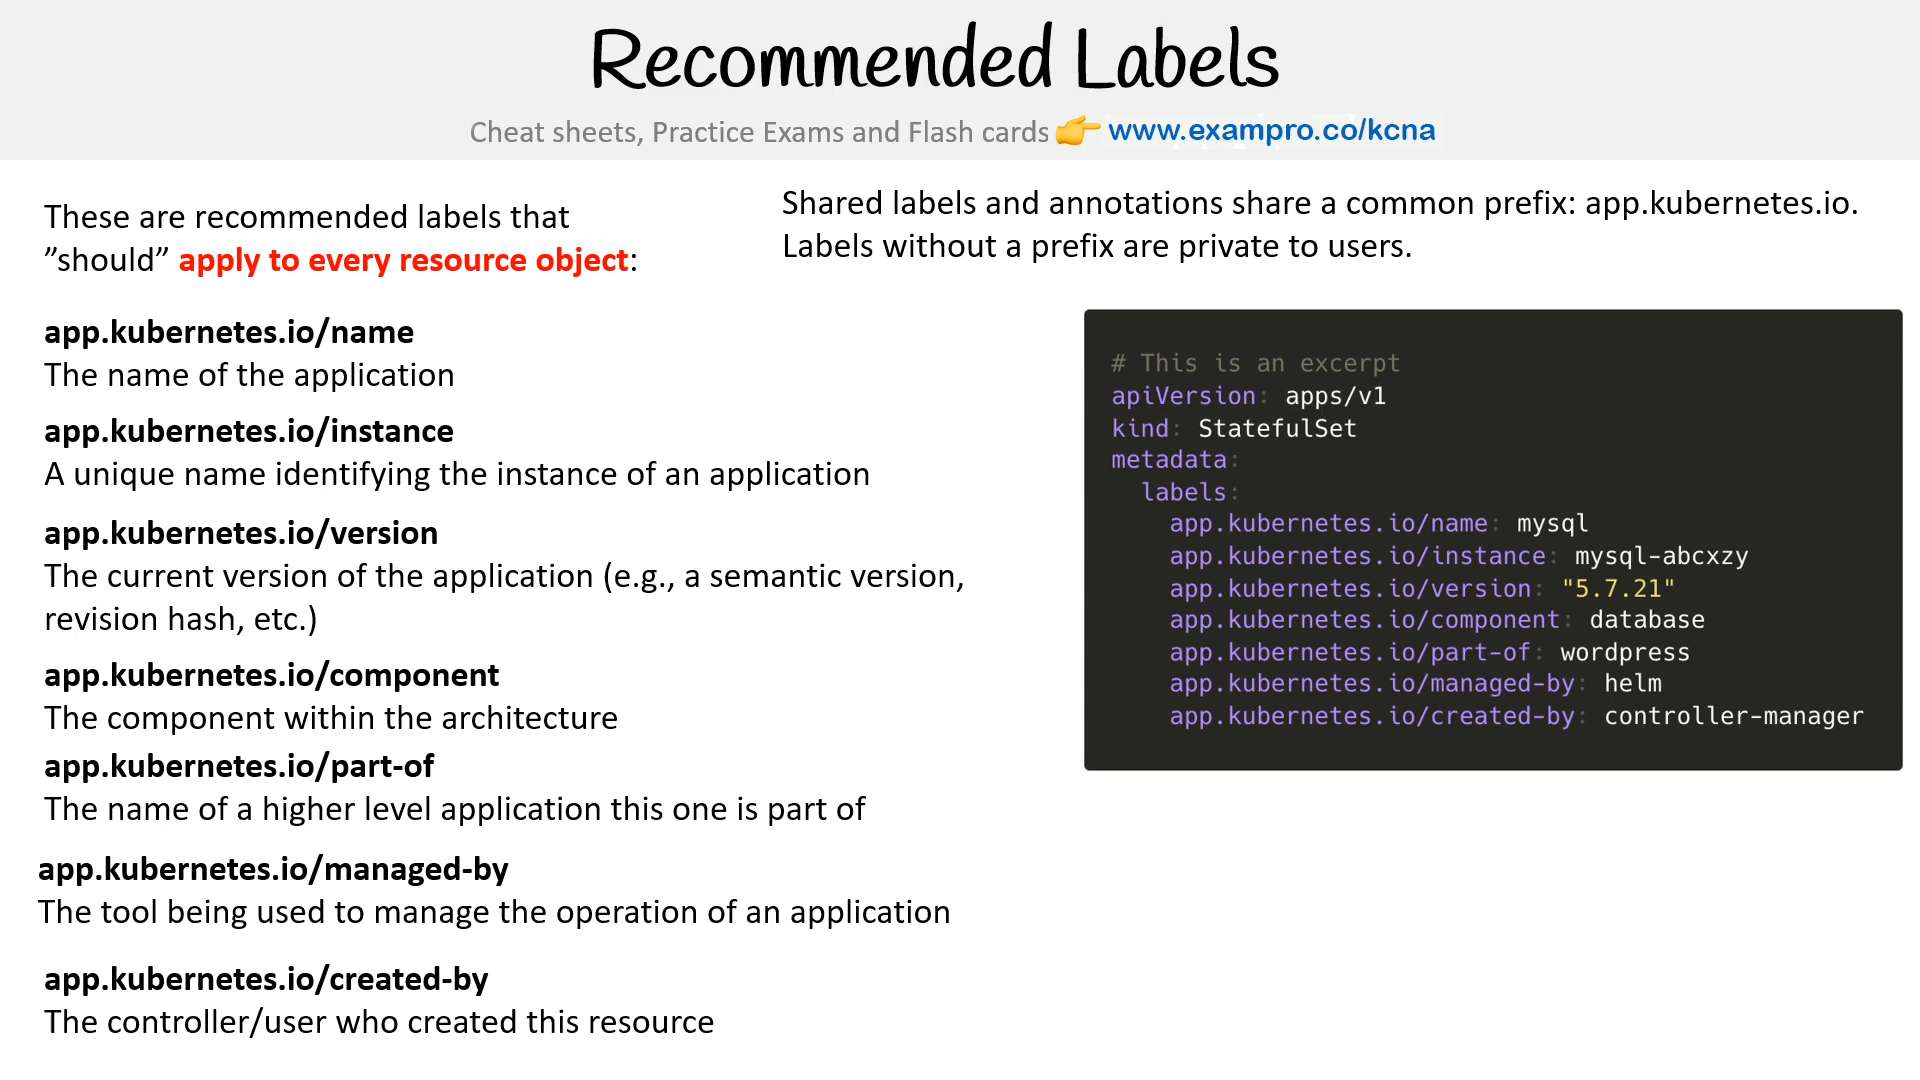 Recommended Labels
Cheat sheets, Practice Exams and Flash cards 👉 www.exampro.co/kcna
These are recommended labels that
”should” apply to every resource object:
app.kubernetes.io/name
The name of the application
app.kubernetes.io/instance
A unique name identifying the instance of an application
app.kubernetes.io/version
The current version of the application (e.g., a semantic version,
revision hash, etc.)
app.kubernetes.io/component
The component within the architecture
app.kubernetes.io/part-of
The name of a higher level application this one is part of
app.kubernetes.io/managed-by
The tool being used to manage the operation of an application
app.kubernetes.io/created-by
The controller/user who created this resource
Shared labels and annotations share a common prefix: app.kubernetes.io.
Labels without a prefix are private to users.
# This is an excerpt
apiVersion: apps/v1
kind: StatefulSet
metadata:
  labels:
    app.kubernetes.io/name: mysql
    app.kubernetes.io/instance: mysql-abcxzy
    app.kubernetes.io/version: "5.7.21"
    app.kubernetes.io/component: database
    app.kubernetes.io/part-of: wordpress
    app.kubernetes.io/managed-by: helm
    app.kubernetes.io/created-by: controller-manager